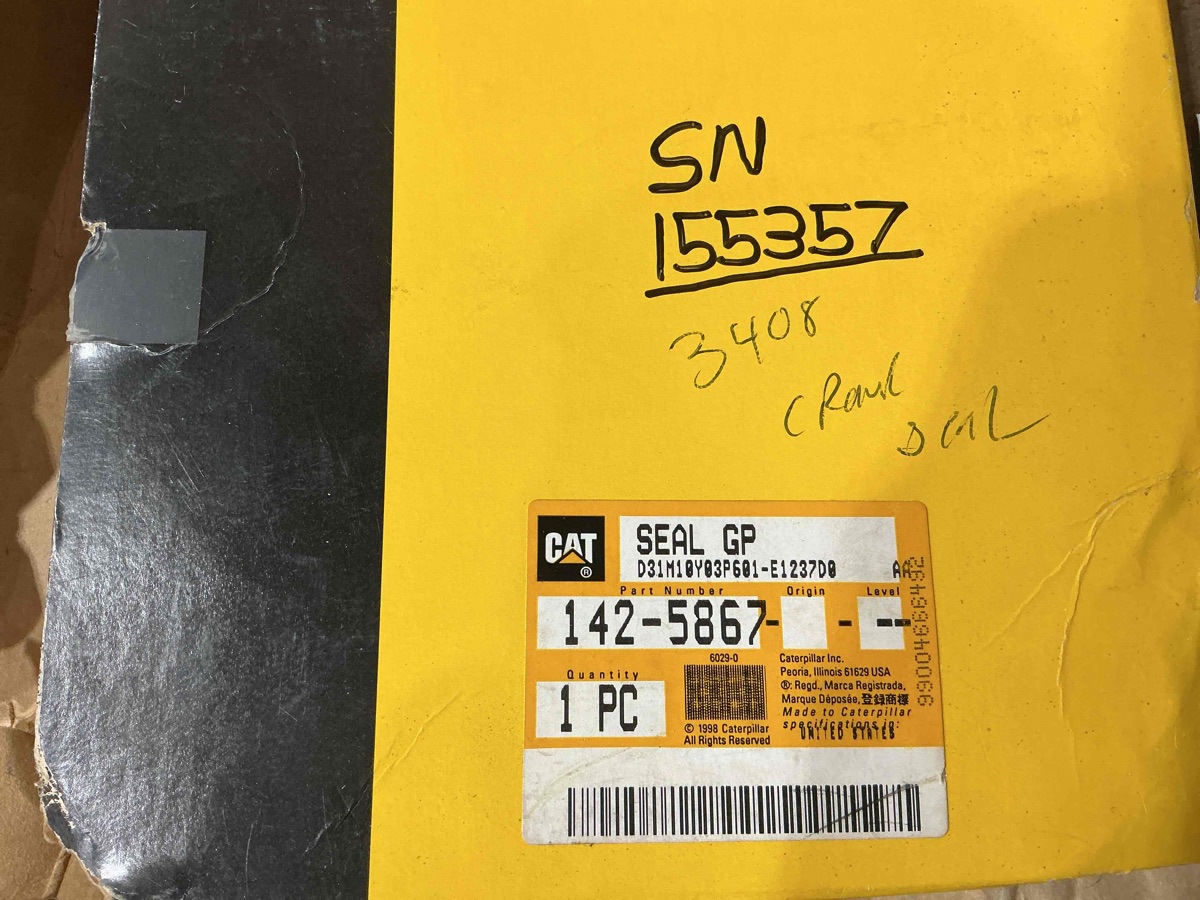 SN
155357
3408
CRANK
SEAL
CAT
®
SEAL GP
D31M10Y03P601-E1237D0 AA
Part Number Origin Level
142-5867- - --
99004666492
Quantity
1 PC
6029-0
© 1998 Caterpillar
All Rights Reserved
Caterpillar Inc.
Peoria, Illinois 61629 USA
®: Regd., Marca Registrada,
Marque Déposée, 登録商標
Made to Caterpillar
specifications in:
UNITED STATES